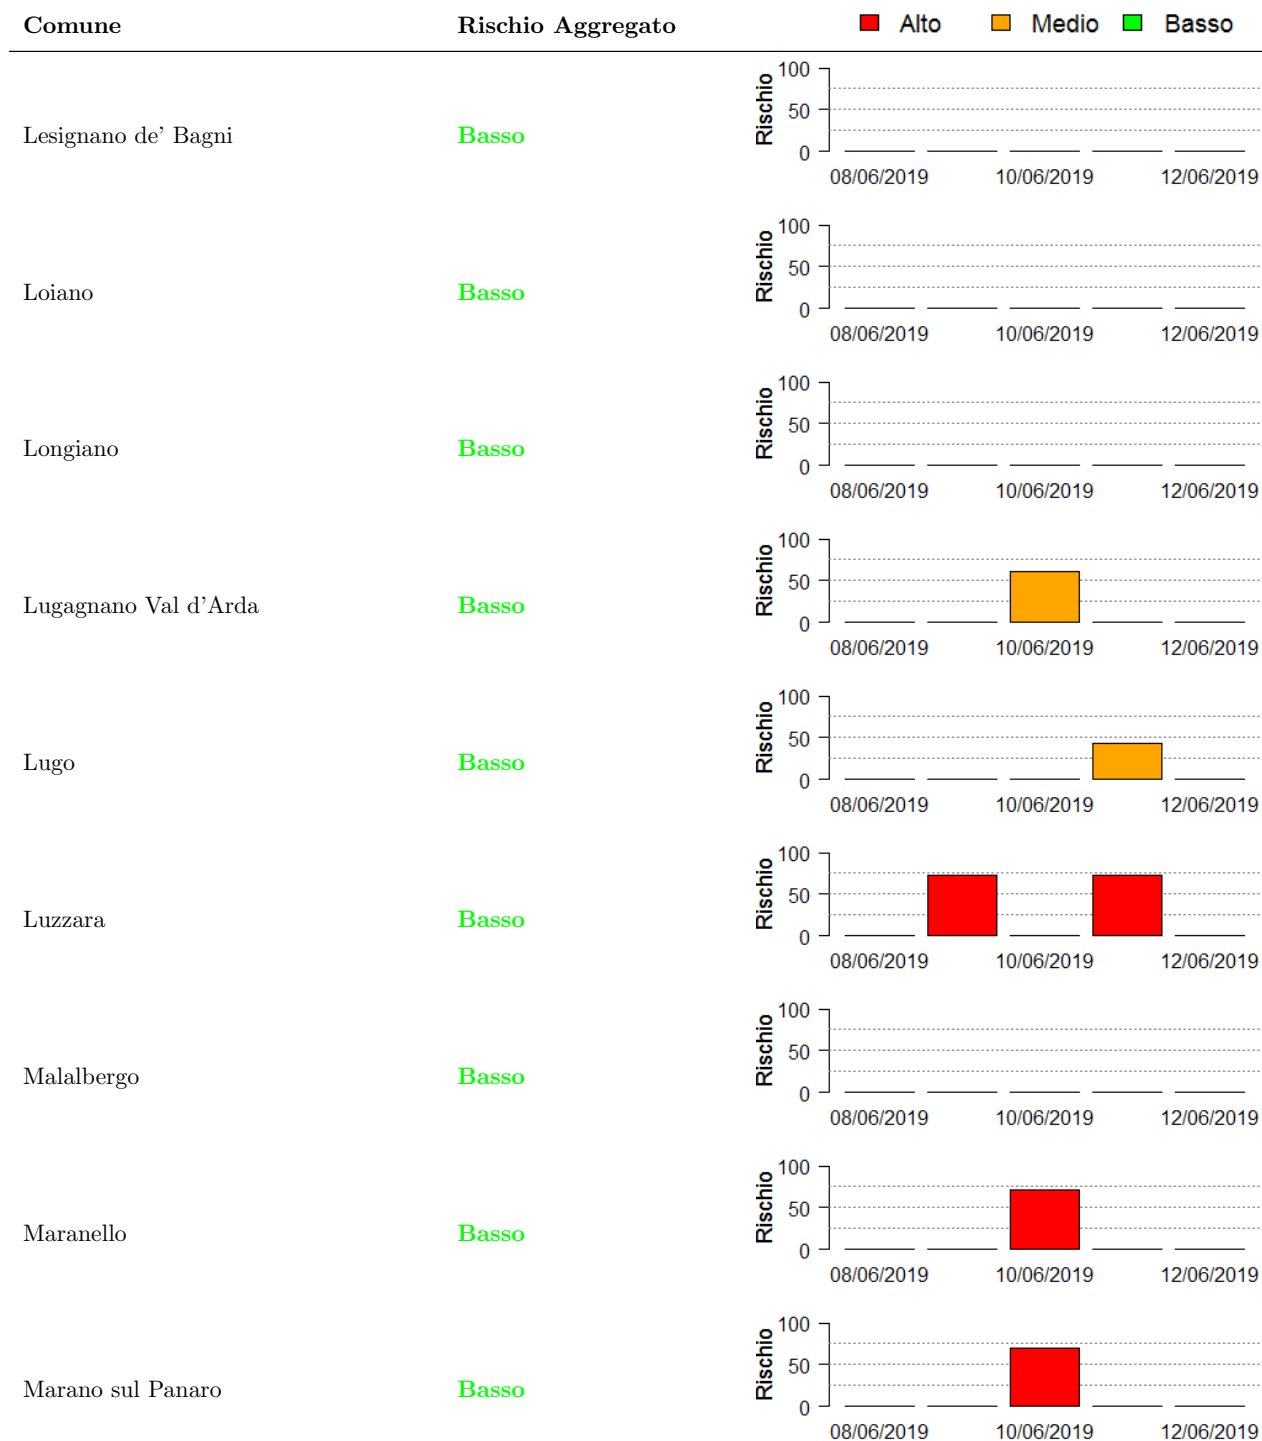 Comune Rischio Aggregato Alto Medio Basso
100
50
0
Rischio
Lesignano de' Bagni Basso
08/06/2019 10/06/2019 12/06/2019
100
50
0
Rischio
Loiano Basso
08/06/2019 10/06/2019 12/06/2019
100
50
0
Rischio
Longiano Basso
08/06/2019 10/06/2019 12/06/2019
100
50
0
Rischio
Lugagnano Val d'Arda Basso
08/06/2019 10/06/2019 12/06/2019
100
50
0
Rischio
Lugo Basso
08/06/2019 10/06/2019 12/06/2019
100
50
0
Rischio
Luzzara Basso
08/06/2019 10/06/2019 12/06/2019
100
50
0
Rischio
Malalbergo Basso
08/06/2019 10/06/2019 12/06/2019
100
50
0
Rischio
Maranello Basso
08/06/2019 10/06/2019 12/06/2019
100
50
0
Rischio
Marano sul Panaro Basso
08/06/2019 10/06/2019 12/06/2019